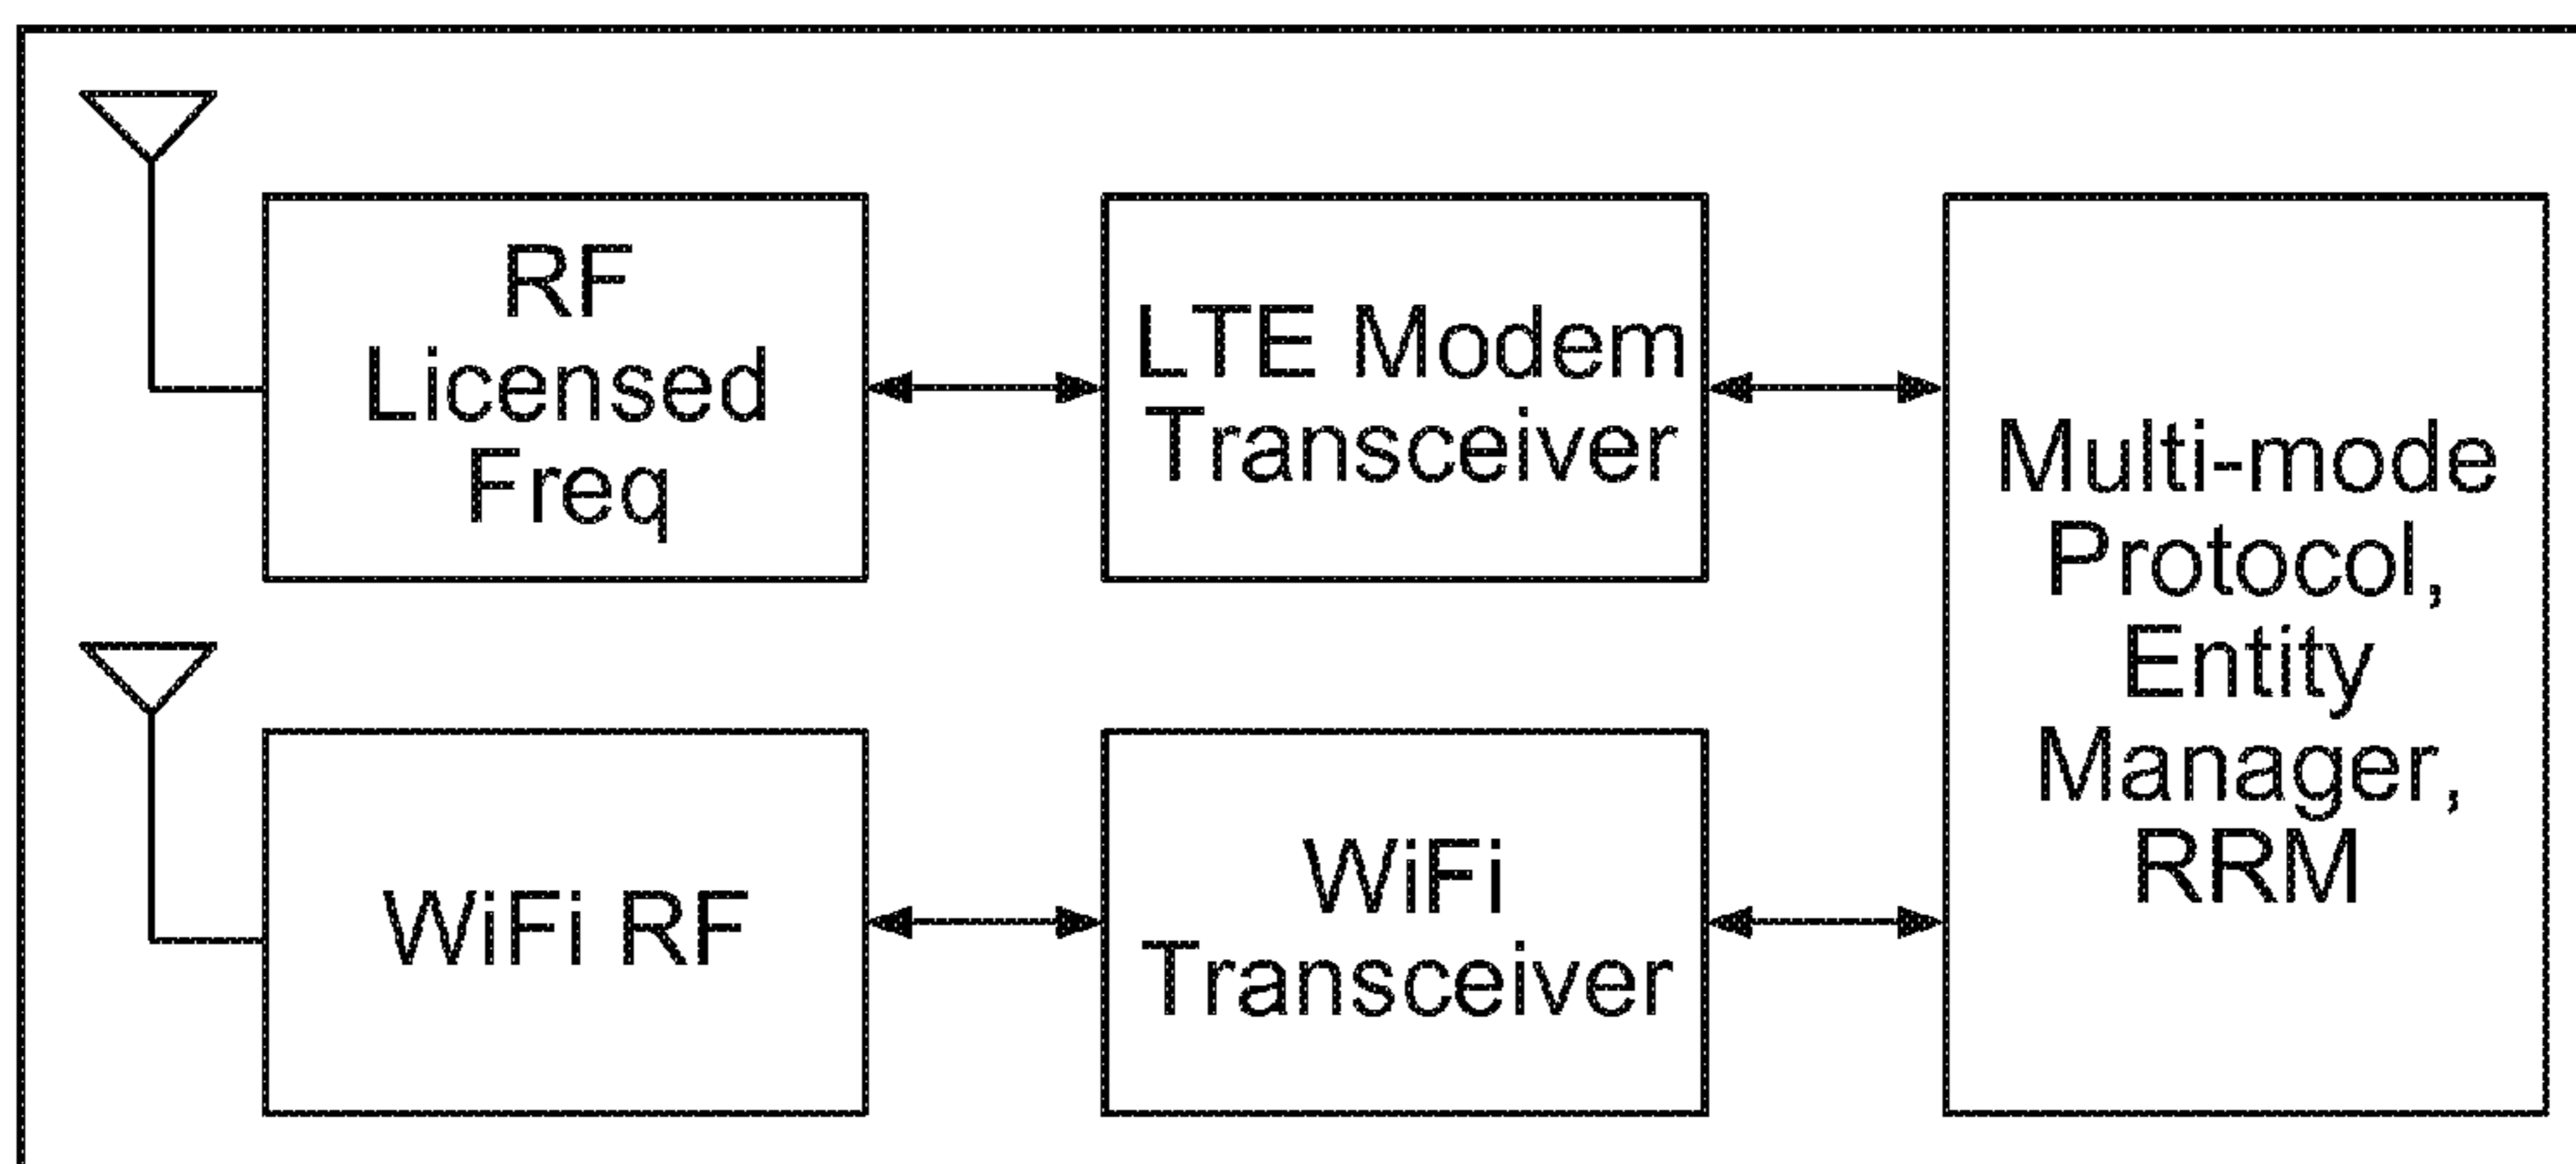 RF
Licensed
Freq
LTE Modem
Transceiver
Multi-mode
Protocol,
Entity
Manager,
RRM
WiFi RF
WiFi
Transceiver